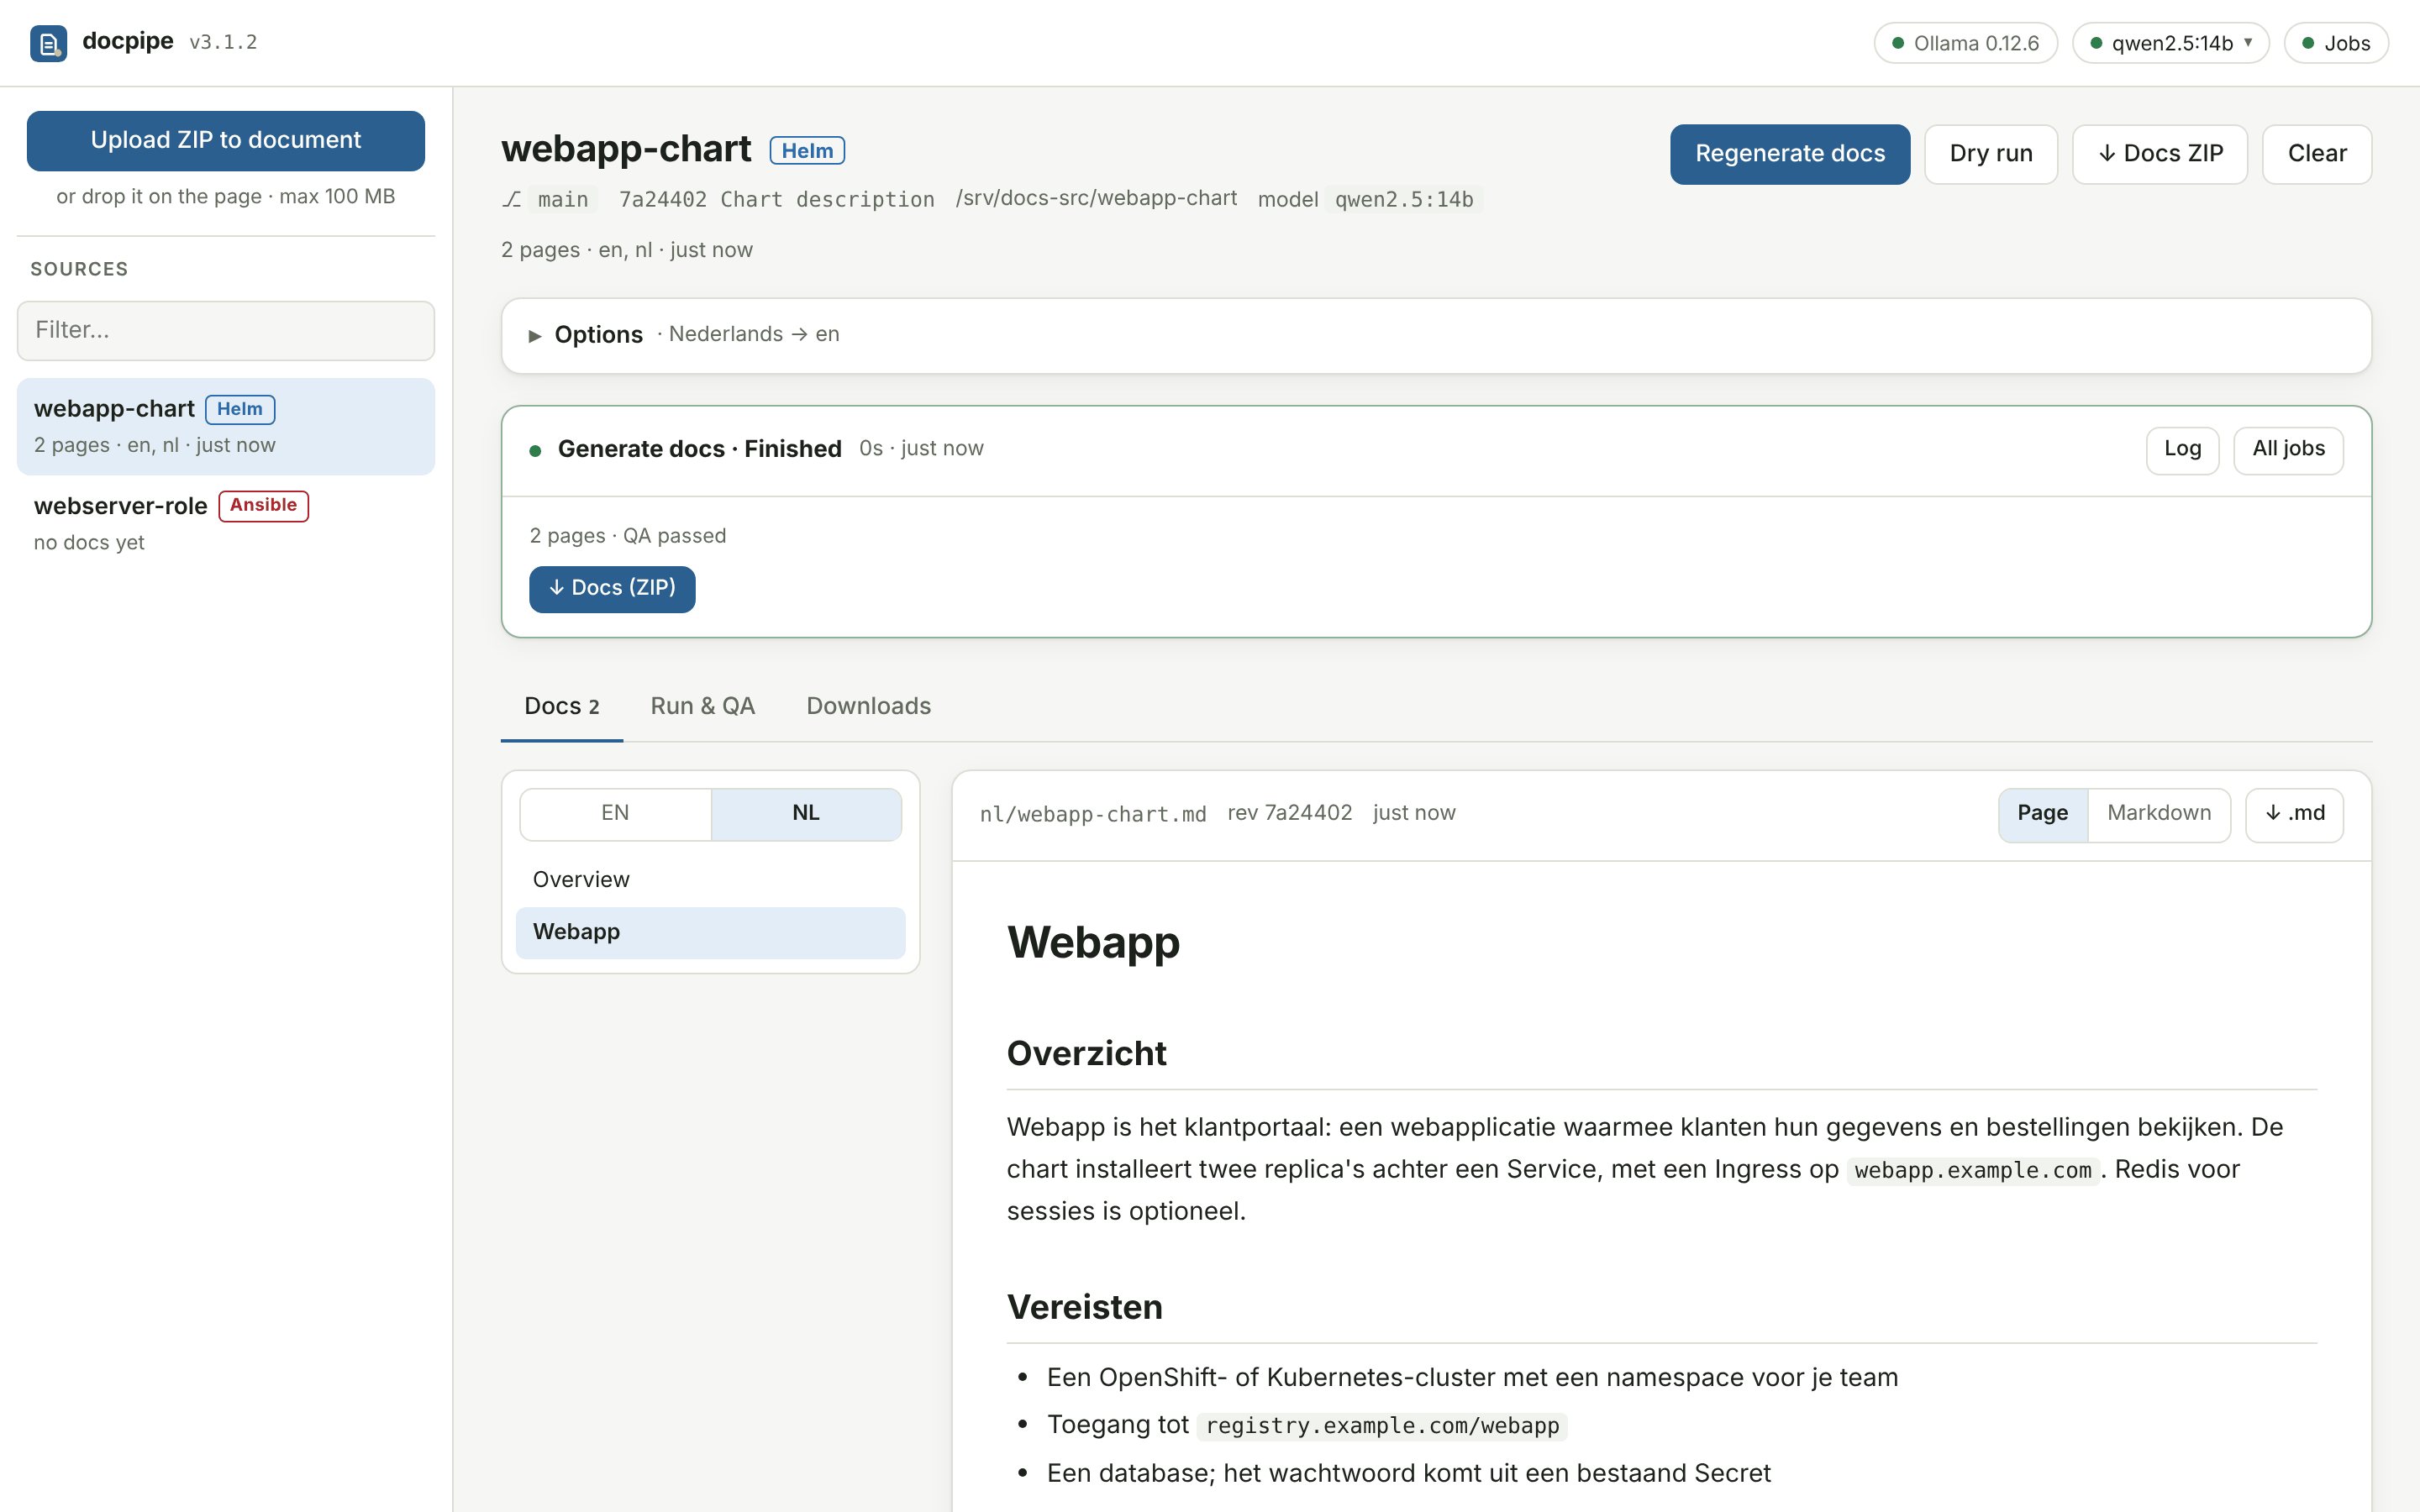 docpipe v3.1.2
Ollama 0.12.6
qwen2.5:14b ▾
Jobs
Upload ZIP to document
or drop it on the page · max 100 MB
SOURCES
Filter...
webapp-chart Helm
2 pages · en, nl · just now
webserver-role Ansible
no docs yet
webapp-chart Helm
Regenerate docs
Dry run
↓ Docs ZIP
Clear
⎇ main 7a24402 Chart description /srv/docs-src/webapp-chart model qwen2.5:14b
2 pages · en, nl · just now
▶ Options · Nederlands → en
Generate docs · Finished 0s · just now
Log
All jobs
2 pages · QA passed
↓ Docs (ZIP)
Docs 2
Run & QA
Downloads
EN
NL
Overview
Webapp
nl/webapp-chart.md rev 7a24402 just now
Page
Markdown
↓ .md
Webapp
Overzicht
Webapp is het klantportaal: een webapplicatie waarmee klanten hun gegevens en bestellingen bekijken. De
chart installeert twee replica's achter een Service, met een Ingress op webapp.example.com. Redis voor
sessies is optioneel.
Vereisten
• Een OpenShift- of Kubernetes-cluster met een namespace voor je team
• Toegang tot registry.example.com/webapp
• Een database; het wachtwoord komt uit een bestaand Secret